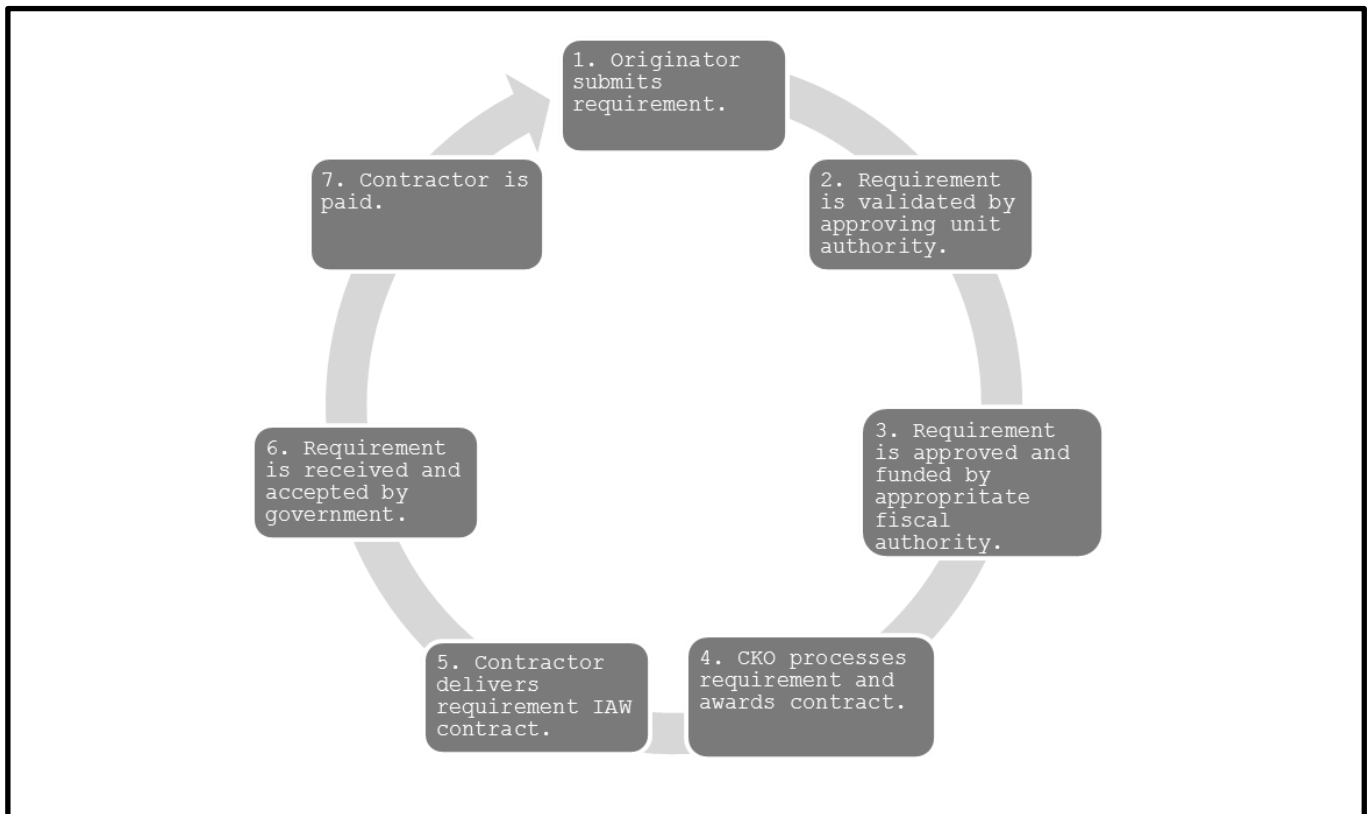 1. Originator
submits
requirement.
2. Requirement
is validated by
approving unit
authority.
3. Requirement
is approved and
funded by
appropritate
fiscal
authority.
4. CKO processes
requirement and
awards contract.
5. Contractor
delivers
requirement IAW
contract.
6. Requirement
is received and
accepted by
government.
7. Contractor is
paid.